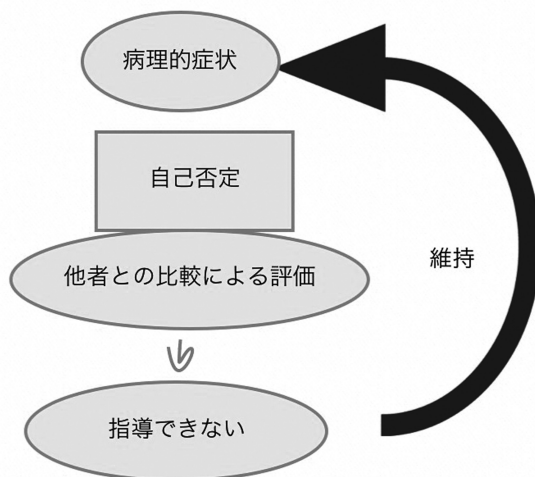 病理的症状
自己否定
他者との比較による評価
維持
指導できない